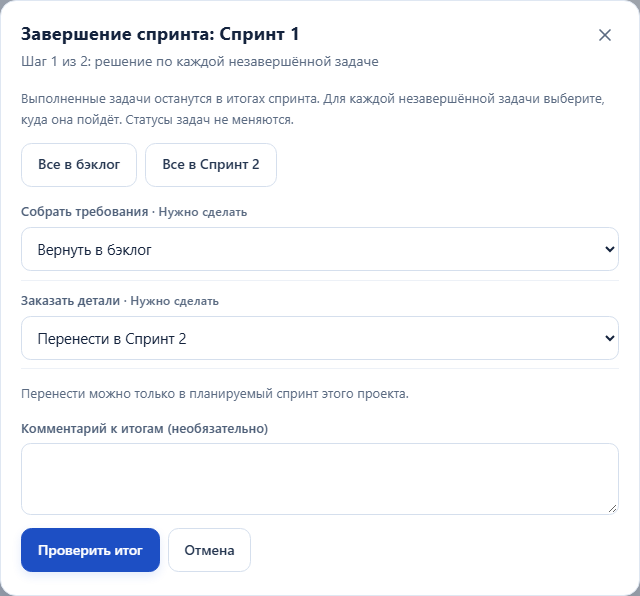 Завершение спринта: Спринт 1
Шаг 1 из 2: решение по каждой незавершённой задаче
Выполненные задачи останутся в итогах спринта. Для каждой незавершённой задачи выберите,
куда она пойдёт. Статусы задач не меняются.
Все в бэклог
Все в Спринт 2
Собрать требования · Нужно сделать
Вернуть в бэклог
Заказать детали · Нужно сделать
Перенести в Спринт 2
Перенести можно только в планируемый спринт этого проекта.
Комментарий к итогам (необязательно)
Проверить итог
Отмена